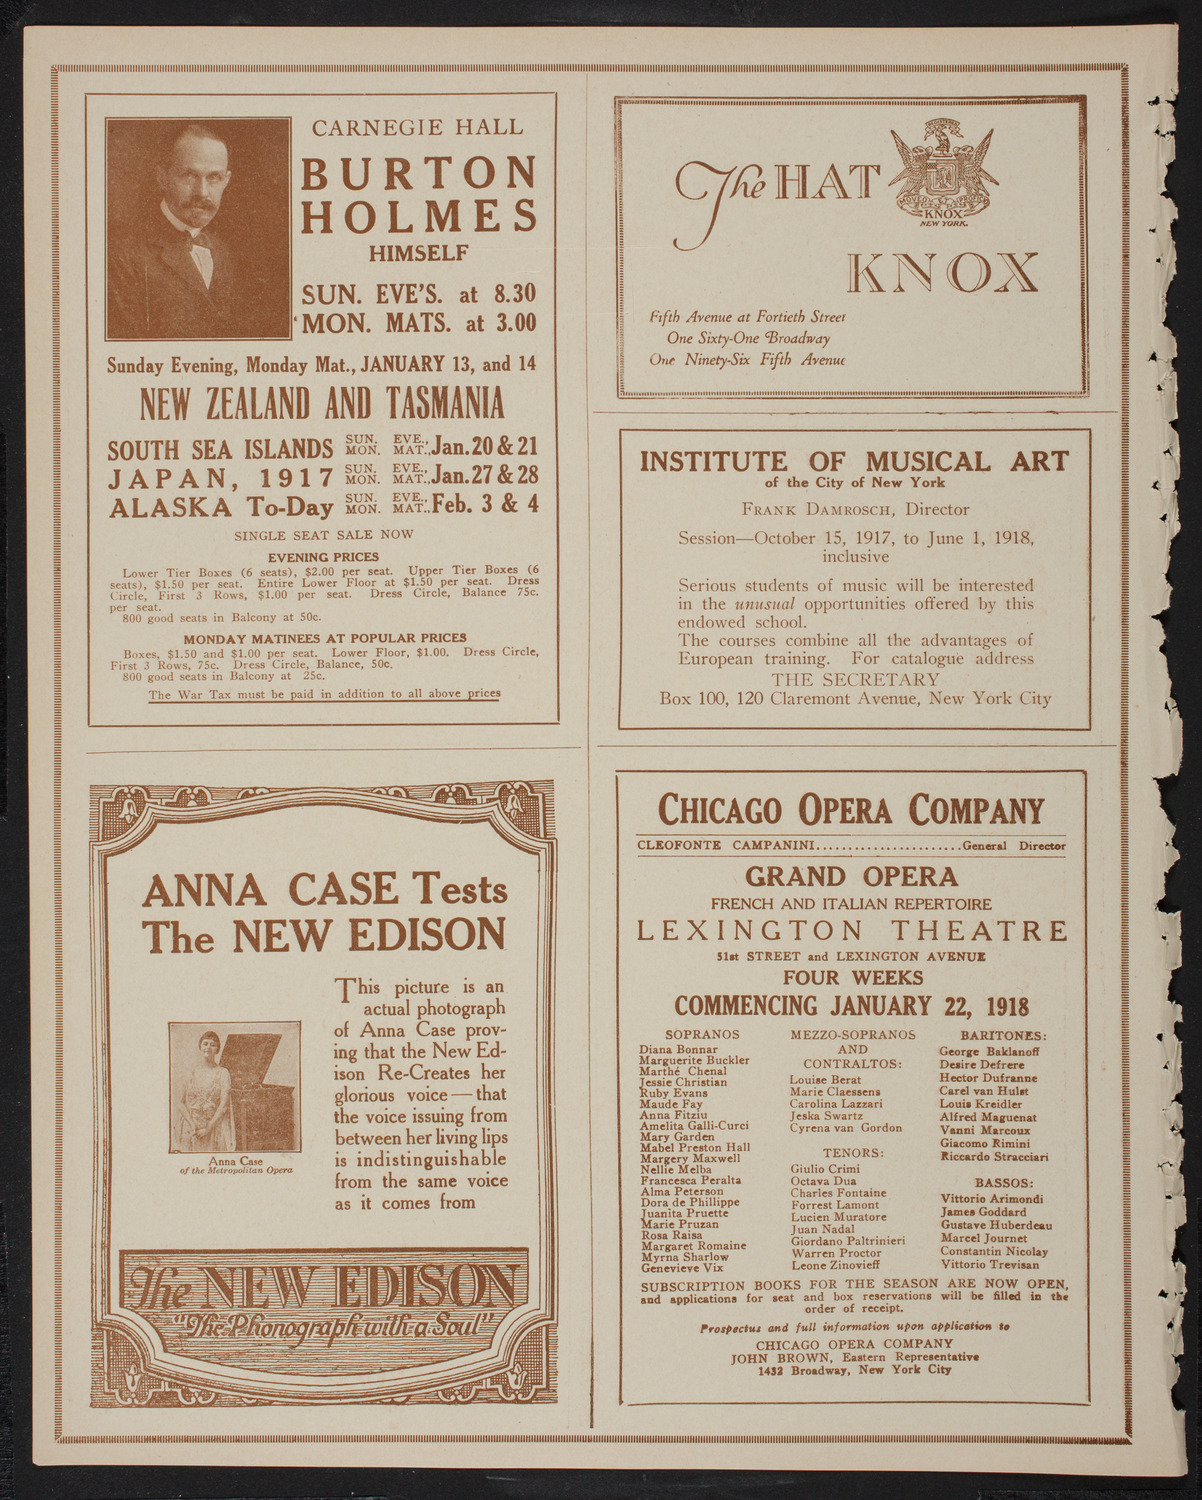 CARNEGIE HALL
BURTON
HOLMES
HIMSELF
SUN. EVE'S. at 8.30
MON. MATS. at 3.00
Sunday Evening, Monday Mat., JANUARY 13, and 14
NEW ZEALAND AND TASMANIA
SOUTH SEA ISLANDS SUN. EVE., MON. MAT., Jan. 20 & 21
JAPAN, 1917 SUN. EVE., MON. MAT., Jan. 27 & 28
ALASKA To-Day SUN. EVE., MON. MAT., Feb. 3 & 4
SINGLE SEAT SALE NOW
EVENING PRICES
Lower Tier Boxes (6 seats), $2.00 per seat. Upper Tier Boxes (6
seats), $1.50 per seat. Entire Lower Floor at $1.50 per seat. Dress
Circle, First 3 Rows, $1.00 per seat. Dress Circle, Balance 75c.
per seat.
800 good seats in Balcony at 50c.
MONDAY MATINEES AT POPULAR PRICES
Boxes, $1.50 and $1.00 per seat. Lower Floor, $1.00. Dress Circle,
First 3 Rows, 75c. Dress Circle, Balance, 50c.
800 good seats in Balcony at 25c.
The War Tax must be paid in addition to all above prices
The HAT
KNOX
NEW YORK.
KNOX
Fifth Avenue at Fortieth Street
One Sixty-One Broadway
One Ninety-Six Fifth Avenue
INSTITUTE OF MUSICAL ART
of the City of New York
FRANK DAMROSCH, Director
Session—October 15, 1917, to June 1, 1918,
inclusive
Serious students of music will be interested
in the unusual opportunities offered by this
endowed school.
The courses combine all the advantages of
European training. For catalogue address
THE SECRETARY
Box 100, 120 Claremont Avenue, New York City
ANNA CASE Tests
The NEW EDISON
This picture is an
actual photograph
of Anna Case prov-
ing that the New Ed-
ison Re-Creates her
glorious voice — that
the voice issuing from
between her living lips
is indistinguishable
from the same voice
as it comes from
Anna Case
of the Metropolitan Opera
The NEW EDISON
"The Phonograph with a Soul"
CHICAGO OPERA COMPANY
CLEOFONTE CAMPANINI.......................General Director
GRAND OPERA
FRENCH AND ITALIAN REPERTOIRE
LEXINGTON THEATRE
51st STREET and LEXINGTON AVENUE
FOUR WEEKS
COMMENCING JANUARY 22, 1918
SOPRANOS
Diana Bonnar
Marguerite Buckler
Marthé Chenal
Jessie Christian
Ruby Evans
Maude Fay
Anna Fitziu
Amelita Galli-Curci
Mary Garden
Mabel Preston Hall
Margery Maxwell
Nellie Melba
Francesca Peralta
Alma Peterson
Dora de Phillippe
Juanita Pruette
Marie Pruzan
Rosa Raisa
Margaret Romaine
Myrna Sharlow
Genevieve Vix
MEZZO-SOPRANOS
AND
CONTRALTOS:
Louise Berat
Marie Claessens
Carolina Lazzari
Jeska Swartz
Cyrena van Gordon
TENORS:
Giulio Crimi
Octava Dua
Charles Fontaine
Forrest Lamont
Lucien Muratore
Juan Nadal
Giordano Paltrinieri
Warren Proctor
Leone Zinovieff
BARITONES:
George Baklanoff
Desire Defrere
Hector Dufranne
Carel van Hulst
Louis Kreidler
Alfred Maguenat
Vanni Marcoux
Giacomo Rimini
Riccardo Stracciari
BASSOS:
Vittorio Arimondi
James Goddard
Gustave Huberdeau
Marcel Journet
Constantin Nicolay
Vittorio Trevisan
SUBSCRIPTION BOOKS FOR THE SEASON ARE NOW OPEN,
and applications for seat and box reservations will be filled in the
order of receipt.
Prospectus and full information upon application to
CHICAGO OPERA COMPANY
JOHN BROWN, Eastern Representative
1432 Broadway, New York City